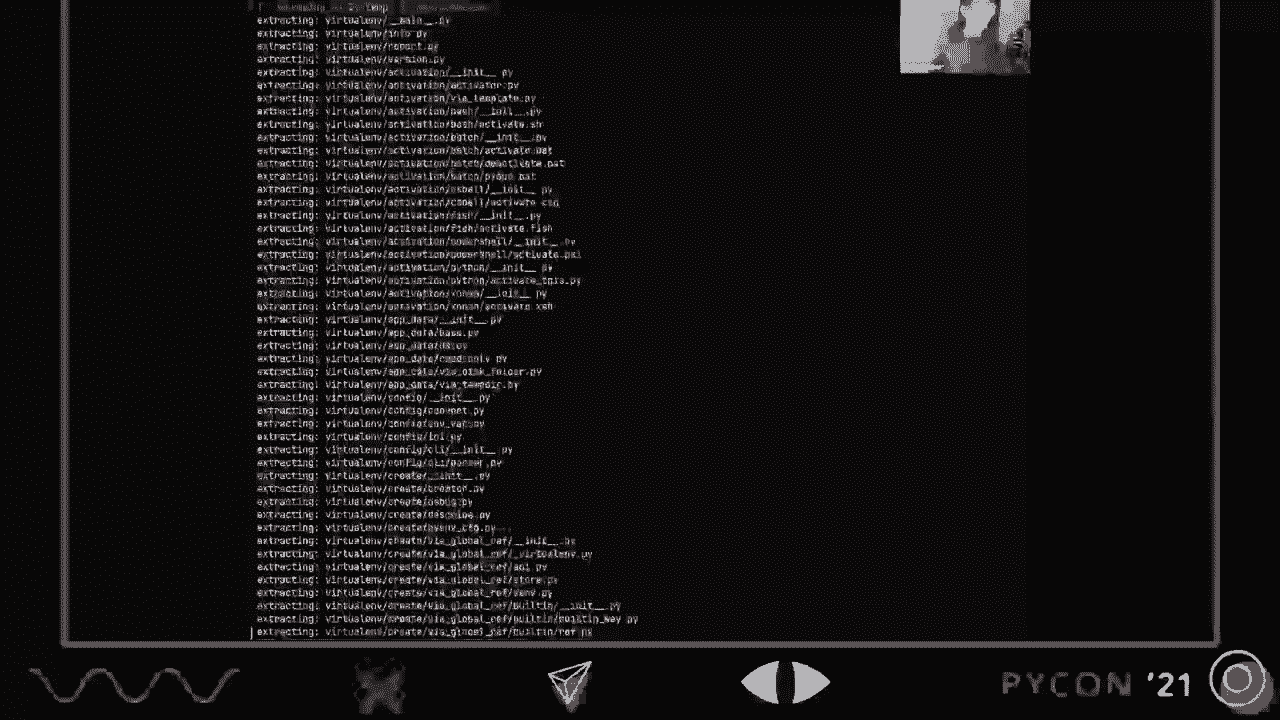 extracting: virtualenv/__main__.py
extracting: virtualenv/info.py
extracting: virtualenv/report.py
extracting: virtualenv/version.py
extracting: virtualenv/activation/__init__.py
extracting: virtualenv/activation/activator.py
extracting: virtualenv/activation/via_template.py
extracting: virtualenv/activation/bash/__init__.py
extracting: virtualenv/activation/bash/activate.sh
extracting: virtualenv/activation/batch/__init__.py
extracting: virtualenv/activation/batch/activate.bat
extracting: virtualenv/activation/batch/deactivate.bat
extracting: virtualenv/activation/batch/pydoc.bat
extracting: virtualenv/activation/cshell/__init__.py
extracting: virtualenv/activation/cshell/activate.csh
extracting: virtualenv/activation/fish/__init__.py
extracting: virtualenv/activation/fish/activate.fish
extracting: virtualenv/activation/powershell/__init__.py
extracting: virtualenv/activation/powershell/activate.ps1
extracting: virtualenv/activation/python/__init__.py
extracting: virtualenv/activation/python/activate_this.py
extracting: virtualenv/activation/xonsh/__init__.py
extracting: virtualenv/activation/xonsh/activate.xsh
extracting: virtualenv/app_data/__init__.py
extracting: virtualenv/app_data/base.py
extracting: virtualenv/app_data/na.py
extracting: virtualenv/app_data/read_only.py
extracting: virtualenv/app_data/via_disk_folder.py
extracting: virtualenv/app_data/via_tempdir.py
extracting: virtualenv/config/__init__.py
extracting: virtualenv/config/convert.py
extracting: virtualenv/config/env_var.py
extracting: virtualenv/config/ini.py
extracting: virtualenv/config/cli/__init__.py
extracting: virtualenv/config/cli/parser.py
extracting: virtualenv/create/__init__.py
extracting: virtualenv/create/creator.py
extracting: virtualenv/create/debug.py
extracting: virtualenv/create/describe.py
extracting: virtualenv/create/pyenv_cfg.py
extracting: virtualenv/create/via_global_ref/__init__.py
extracting: virtualenv/create/via_global_ref/_virtualenv.py
extracting: virtualenv/create/via_global_ref/api.py
extracting: virtualenv/create/via_global_ref/store.py
extracting: virtualenv/create/via_global_ref/venv.py
extracting: virtualenv/create/via_global_ref/builtin/__init__.py
extracting: virtualenv/create/via_global_ref/builtin/builtin_way.py
extracting: virtualenv/create/via_global_ref/builtin/ref.py
PYCON '21